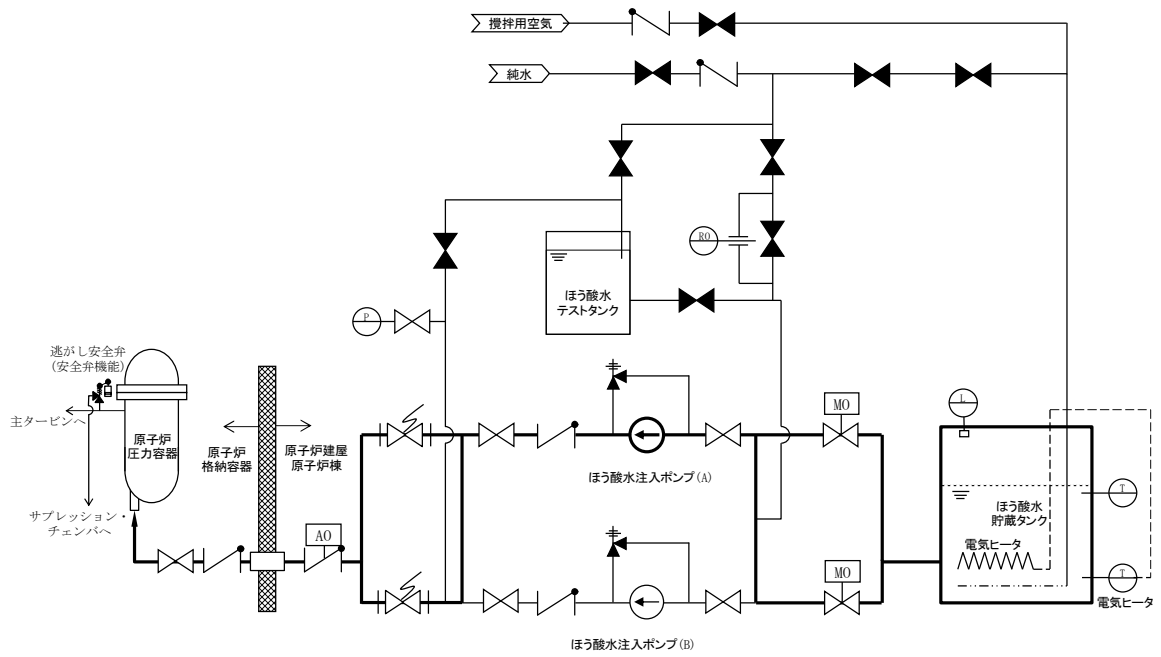 攪拌用空気
純水
RO
ほう酸水
テストタンク
P
逃がし安全弁
(安全弁機能)
主タービンへ
原子炉
圧力容器
原子炉
格納容器
原子炉建屋
原子炉棟
サプレッション・
チェンバへ
AO
ほう酸水注入ポンプ(A)
ほう酸水注入ポンプ(B)
MO
MO
L
T
ほう酸水
貯蔵タンク
電気ヒータ
T
電気ヒータ